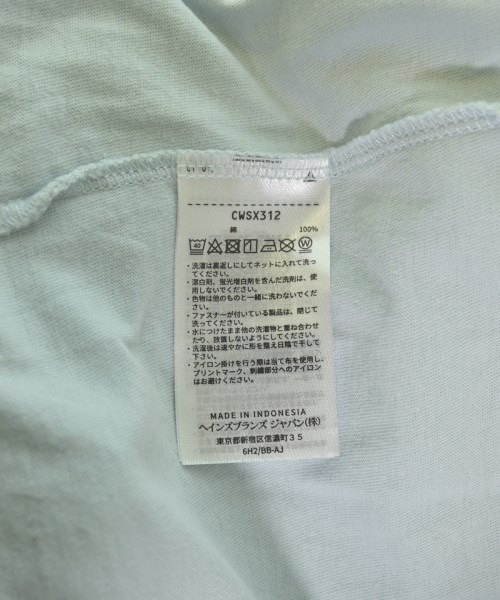 CWSX312
綿 100%
40 W
・洗濯は裏返しにしてネットに入れて洗っ
てください。
・漂白剤、蛍光増白剤を含んだ洗剤は、使
用しないでください。
・色物は他のものと一緒に洗わないでくだ
さい。
・ファスナーが付いている製品は、閉じて
洗ってください。
・水につけたまま他の洗濯物と重ね合わせ
たり、放置しないようにしてください。
・洗濯後は速やかに形を整え日陰で干して
下さい。
・アイロン掛けを行う際は当て布を使用し、
プリントマーク、刺繍部分へのアイロン
はお避けください。
MADE IN INDONESIA
ヘインズブランズ ジャパン(株)
東京都新宿区信濃町35
6H2/BB-AJ